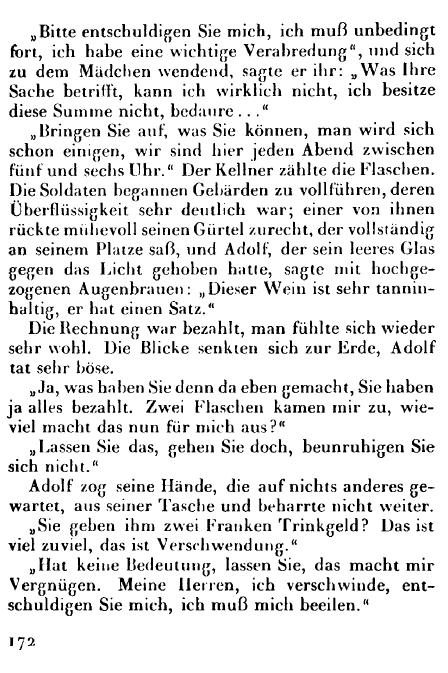 „Bitte entschuldigen Sie mich, ich muß unbedingt
fort, ich habe eine wichtige Verabredung“, und sich
zu dem Mädchen wendend, sagte er ihr: „Was Ihre
Sache betrifft, kann ich wirklich nicht, ich besitze
diese Summe nicht, bedaure...“
„Bringen Sie auf, was Sie können, man wird sich
schon einigen, wir sind hier jeden Abend zwischen
fünf und sechs Uhr.“ Der Kellner zählte die Flaschen.
Die Soldaten begannen Gebärden zu vollführen, deren
Überflüssigkeit sehr deutlich war; einer von ihnen
rückte mühevoll seinen Gürtel zurecht, der vollständig
an seinem Platze saß, und Adolf, der sein leeres Glas
gegen das Licht gehoben hatte, sagte mit hochge-
zogenen Augenbrauen: „Dieser Wein ist sehr tannin-
haltig, er hat einen Satz.“
Die Rechnung war bezahlt, man fühlte sich wieder
sehr wohl. Die Blicke senkten sich zur Erde, Adolf
tat sehr böse.
„Ja, was haben Sie denn da eben gemacht, Sie haben
ja alles bezahlt. Zwei Flaschen kamen mir zu, wie-
viel macht das nun für mich aus?“
„Lassen Sie das, gehen Sie doch, beunruhigen Sie
sich nicht.“
Adolf zog seine Hände, die auf nichts anderes ge-
wartet, aus seiner Tasche und beharrte nicht weiter.
„Sie geben ihm zwei Franken Trinkgeld? Das ist
viel zuviel, das ist Verschwendung.“
„Hat keine Bedeutung, lassen Sie, das macht mir
Vergnügen. Meine Herren, ich verschwinde, ent-
schuldigen Sie mich, ich muß mich beeilen.“
172